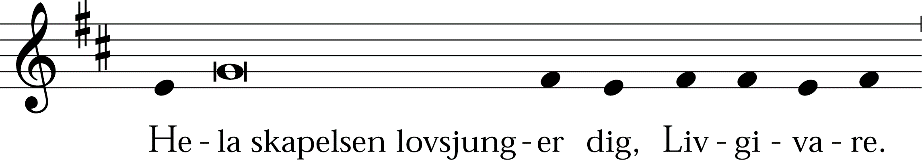 He - la skapelsen lovsjung - er dig, Liv - gi - va - re.